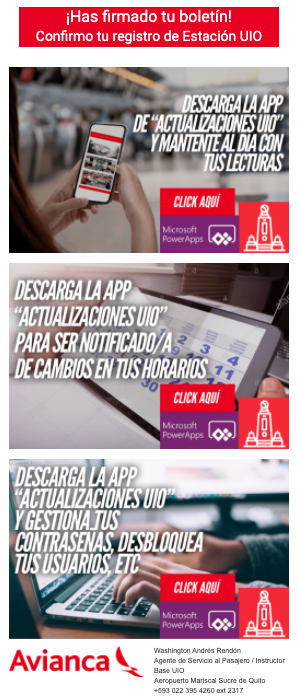 ¡Has firmado tu boletín!
Confirmo tu registro de Estación UIO
DESCARGA LA APP
DE “ACTUALIZACIONES UIO”
Y MANTENTE AL DÍA CON
TUS LECTURAS
CLICK AQUÍ
Microsoft
PowerApps
DESCARGA LA APP
“ACTUALIZACIONES UIO”
PARA SER NOTIFICADO/A
DE CAMBIOS EN TUS HORARIOS
CLICK AQUÍ
Microsoft
PowerApps
DESCARGA LA APP
“ACTUALIZACIONES UIO”
Y GESTIONA TUS
CONTRASEÑAS, DESBLOQUEA
TUS USUARIOS, ETC
CLICK AQUÍ
Microsoft
PowerApps
Avianca
Washington Andrés Rendón
Agente de Servicio al Pasajero / Instructor
Base UIO
Aeropuerto Mariscal Sucre de Quito
+593 022 395 4260 ext 2317